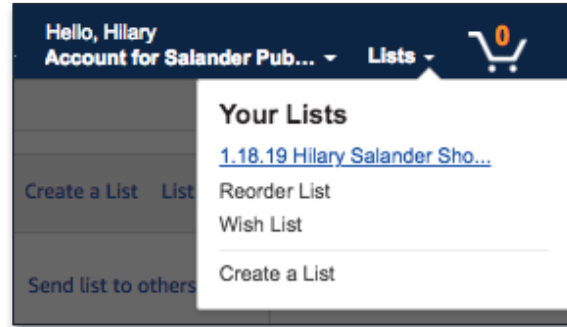 Hello, Hilary
Account for Salander Pub...
Lists
0
Your Lists
1.18.19 Hilary Salander Sho...
Reorder List
Wish List
Create a List
Create a List
List
Send list to others